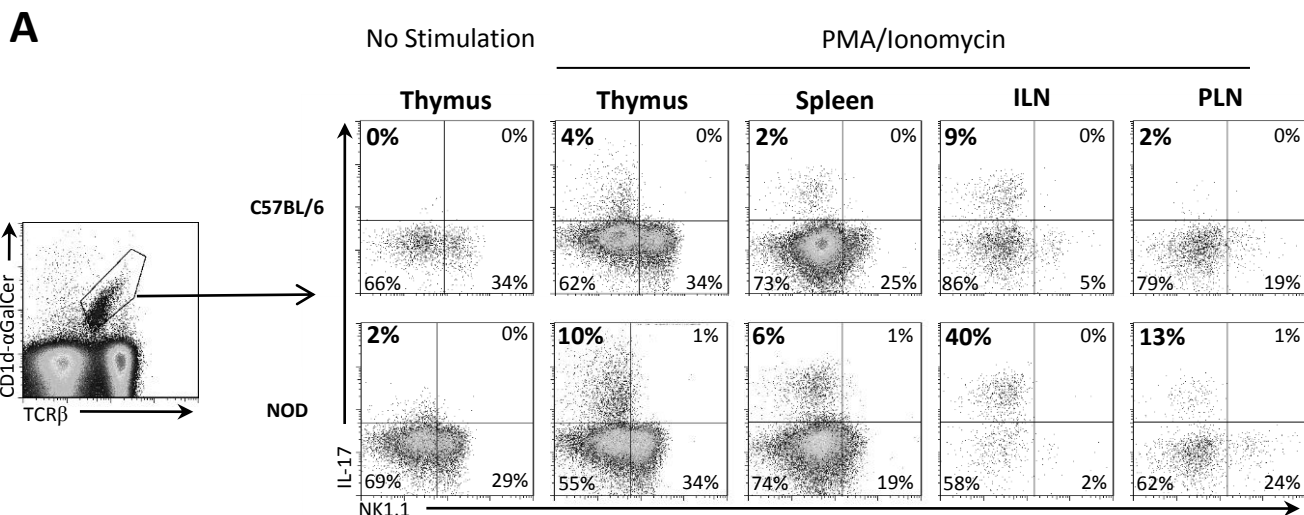 A
No Stimulation PMA/Ionomycin
Thymus Thymus Spleen ILN PLN
C57BL/6
0% 0% 4% 0% 2% 0% 9% 0% 2% 0%
66% 34% 62% 34% 73% 25% 86% 5% 79% 19%
CD1d-αGalCer
TCRβ
NOD
2% 0% 10% 1% 6% 1% 40% 0% 13% 1%
69% 29% 55% 34% 74% 19% 58% 2% 62% 24%
IL-17
NK1.1